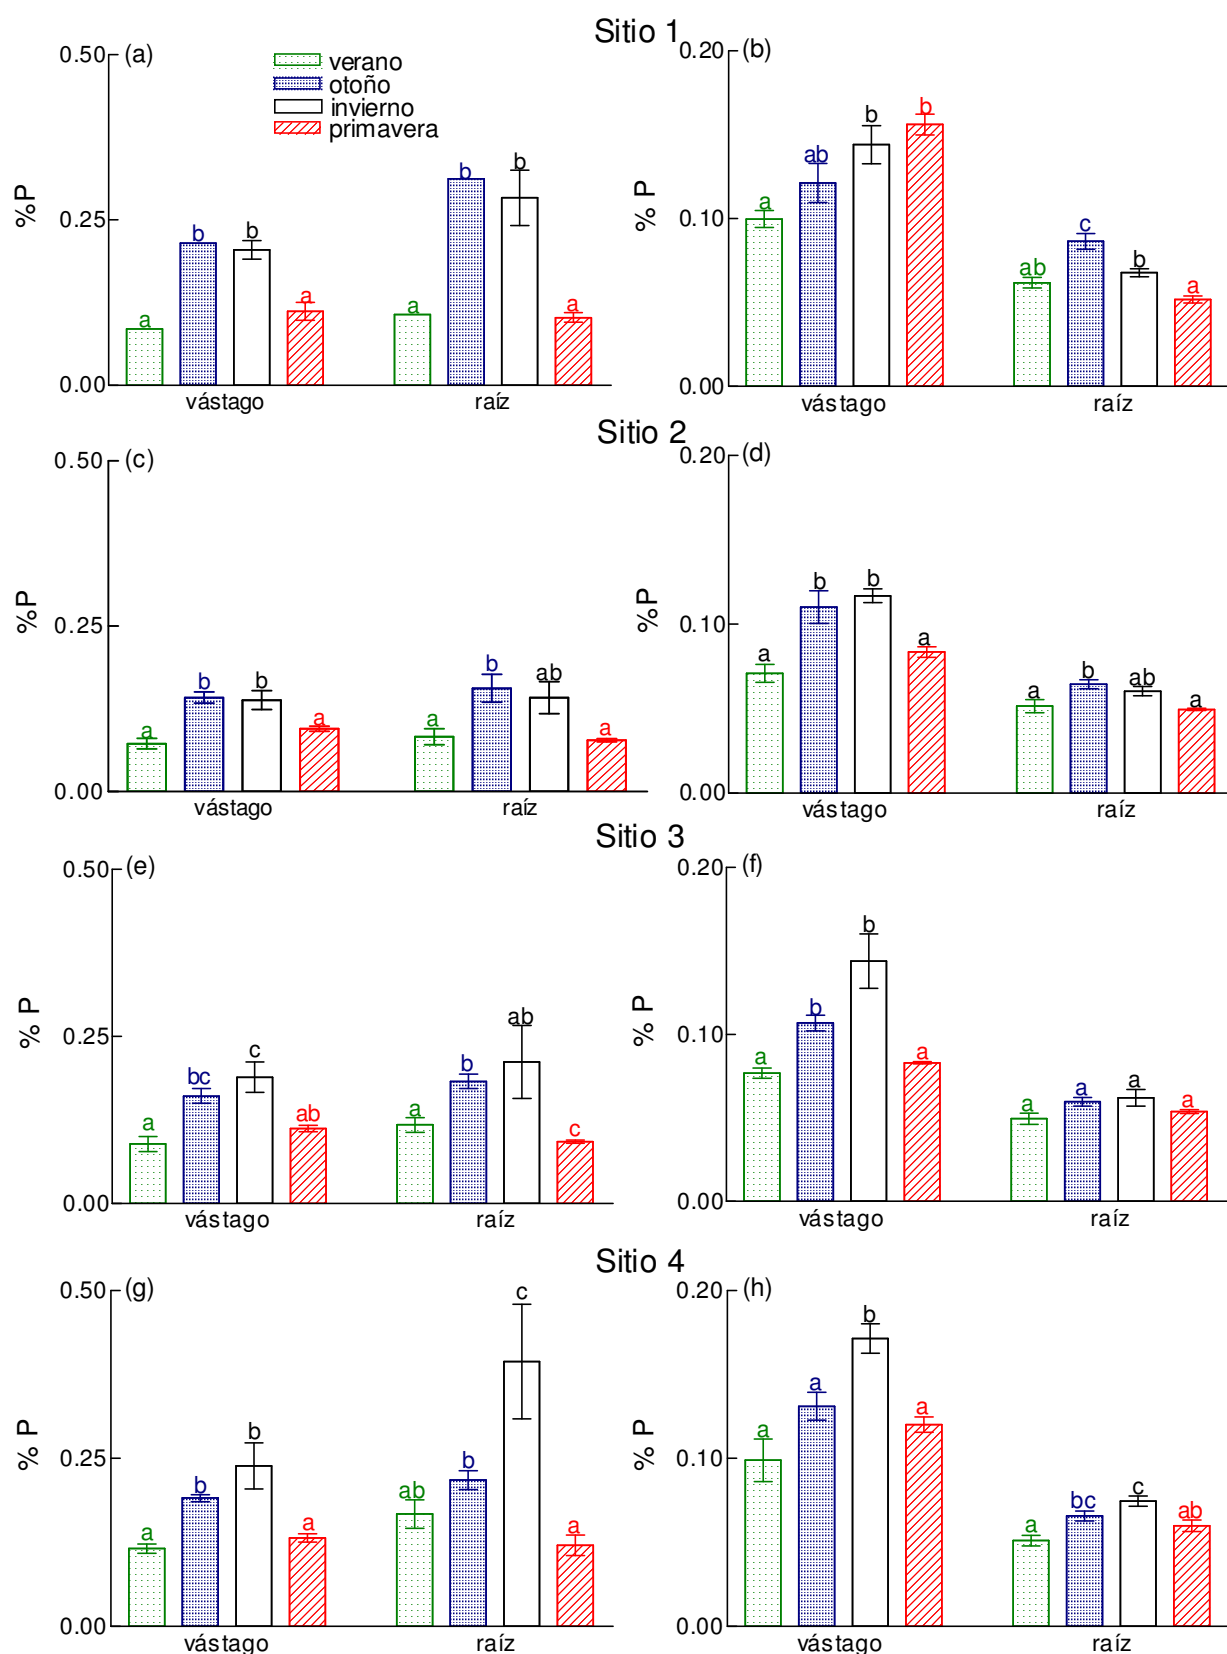 Sitio 1
(a)
verano
otoño
invierno
primavera
0.50
0.25
0.00
%P
a b b a
a b b a
vástago raíz
(b)
0.20
0.10
0.00
% P
a ab b b
ab c b a
vástago raíz
Sitio 2
(c)
0.50
0.25
0.00
%P
a b b a
a b ab a
vástago raíz
(d)
0.20
0.10
0.00
%P
a b b a
a b ab a
vástago raíz
Sitio 3
(e)
0.50
0.25
0.00
% P
a bc c ab
a b ab c
vástago raíz
(f)
0.20
0.10
0.00
% P
a b b a
a a a a
vástago raíz
Sitio 4
(g)
0.50
0.25
0.00
% P
a b b a
ab b c a
vástago raíz
(h)
0.20
0.10
0.00
% P
a a b a
a bc c ab
vástago raíz